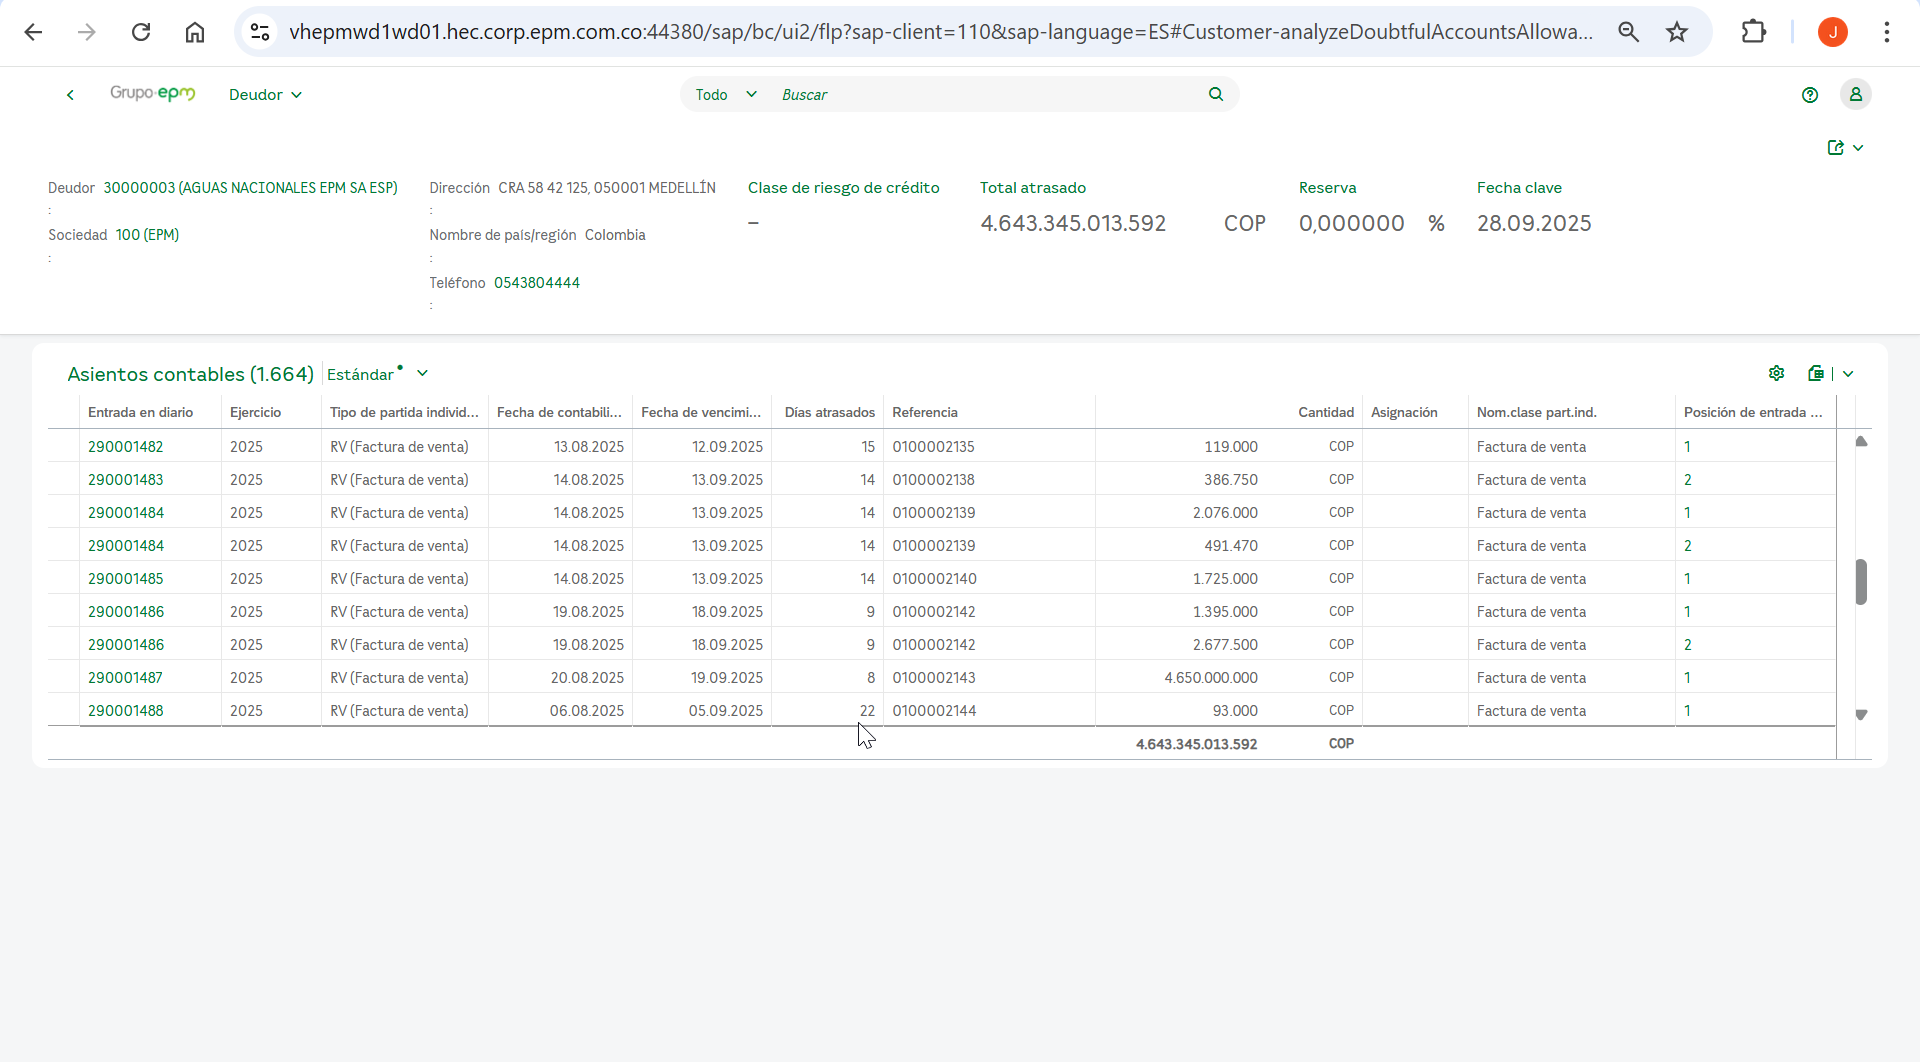 vhepmwd1wd01.hec.corp.epm.com.co:44380/sap/bc/ui2/flp?sap-client=110&sap-language=ES#Customer-analyzeDoubtfulAccountsAllowa...
J
Grupo·epm
Deudor
Todo
Buscar
Deudor 30000003 (AGUAS NACIONALES EPM SA ESP)
:
Sociedad 100 (EPM)
:
Dirección CRA 58 42 125, 050001 MEDELLÍN
:
Nombre de país/región Colombia
:
Teléfono 0543804444
:
Clase de riesgo de crédito
–
Total atrasado
4.643.345.013.592 COP
Reserva
0,000000 %
Fecha clave
28.09.2025
Asientos contables (1.664) Estándar
Entrada en diario Ejercicio Tipo de partida individ... Fecha de contabili... Fecha de vencimi... Días atrasados Referencia Cantidad Asignación Nom.clase part.ind. Posición de entrada ...
290001482 2025 RV (Factura de venta) 13.08.2025 12.09.2025 15 0100002135 119.000 COP Factura de venta 1
290001483 2025 RV (Factura de venta) 14.08.2025 13.09.2025 14 0100002138 386.750 COP Factura de venta 2
290001484 2025 RV (Factura de venta) 14.08.2025 13.09.2025 14 0100002139 2.076.000 COP Factura de venta 1
290001484 2025 RV (Factura de venta) 14.08.2025 13.09.2025 14 0100002139 491.470 COP Factura de venta 2
290001485 2025 RV (Factura de venta) 14.08.2025 13.09.2025 14 0100002140 1.725.000 COP Factura de venta 1
290001486 2025 RV (Factura de venta) 19.08.2025 18.09.2025 9 0100002142 1.395.000 COP Factura de venta 1
290001486 2025 RV (Factura de venta) 19.08.2025 18.09.2025 9 0100002142 2.677.500 COP Factura de venta 2
290001487 2025 RV (Factura de venta) 20.08.2025 19.09.2025 8 0100002143 4.650.000.000 COP Factura de venta 1
290001488 2025 RV (Factura de venta) 06.08.2025 05.09.2025 22 0100002144 93.000 COP Factura de venta 1
4.643.345.013.592 COP